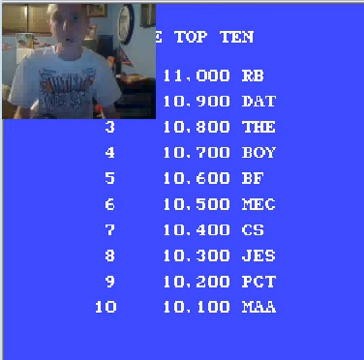 E TOP TEN
11,000 RB
10,900 DAT
3 10,800 THE
4 10,700 BOY
5 10,600 BF
6 10,500 MEC
7 10,400 CS
8 10,300 JES
9 10,200 PCT
10 10,100 MAA